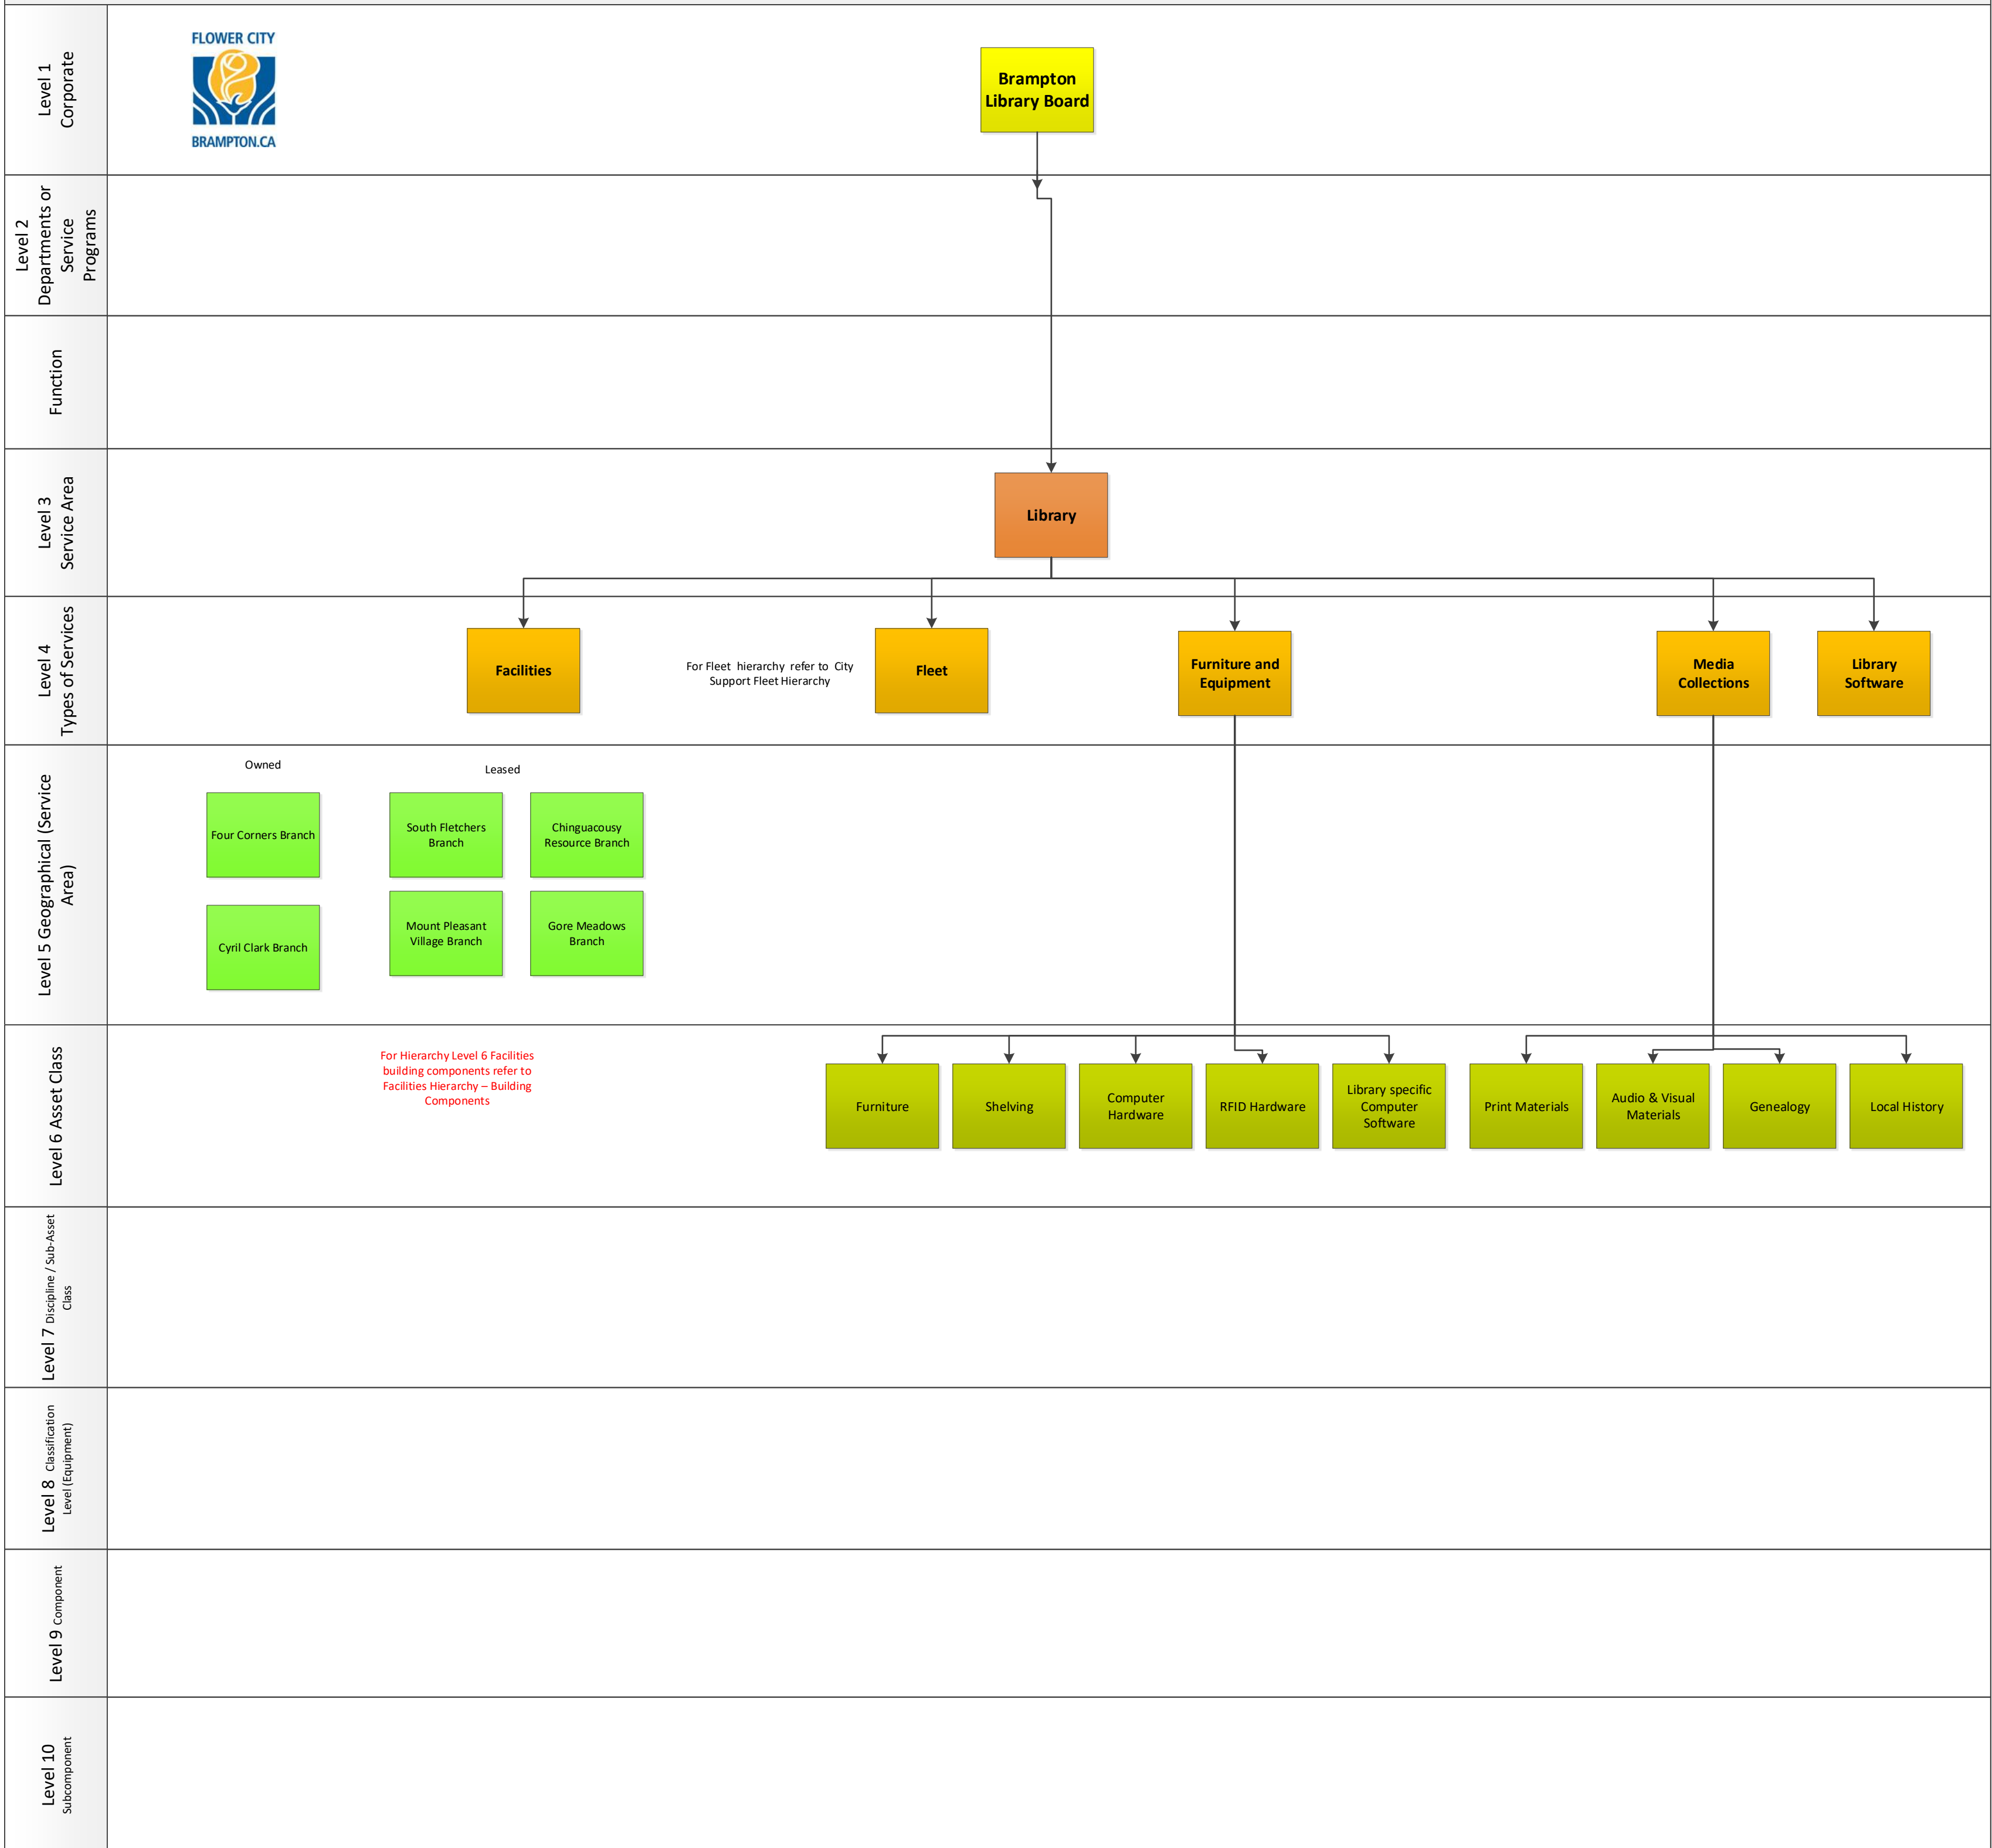 Level 1
Corporate
FLOWER CITY
BRAMPTON.CA
Brampton
Library Board
Level 2
Departments or
Service
Programs
Function
Level 3
Service Area
Library
Level 4
Types of Services
Facilities
For Fleet hierarchy refer to City
Support Fleet Hierarchy
Fleet
Furniture and
Equipment
Media
Collections
Library
Software
Level 5 Geographical (Service
Area)
Owned
Leased
Four Corners Branch
South Fletchers
Branch
Chinguacousy
Resource Branch
Cyril Clark Branch
Mount Pleasant
Village Branch
Gore Meadows
Branch
Level 6 Asset Class
For Hierarchy Level 6 Facilities
building components refer to
Facilities Hierarchy – Building
Components
Furniture
Shelving
Computer
Hardware
RFID Hardware
Library specific
Computer
Software
Print Materials
Audio & Visual
Materials
Genealogy
Local History
Level 7 Discipline / Sub-Asset
Class
Level 8 Classification
Level (Equipment)
Level 9 Component
Level 10
Subcomponent